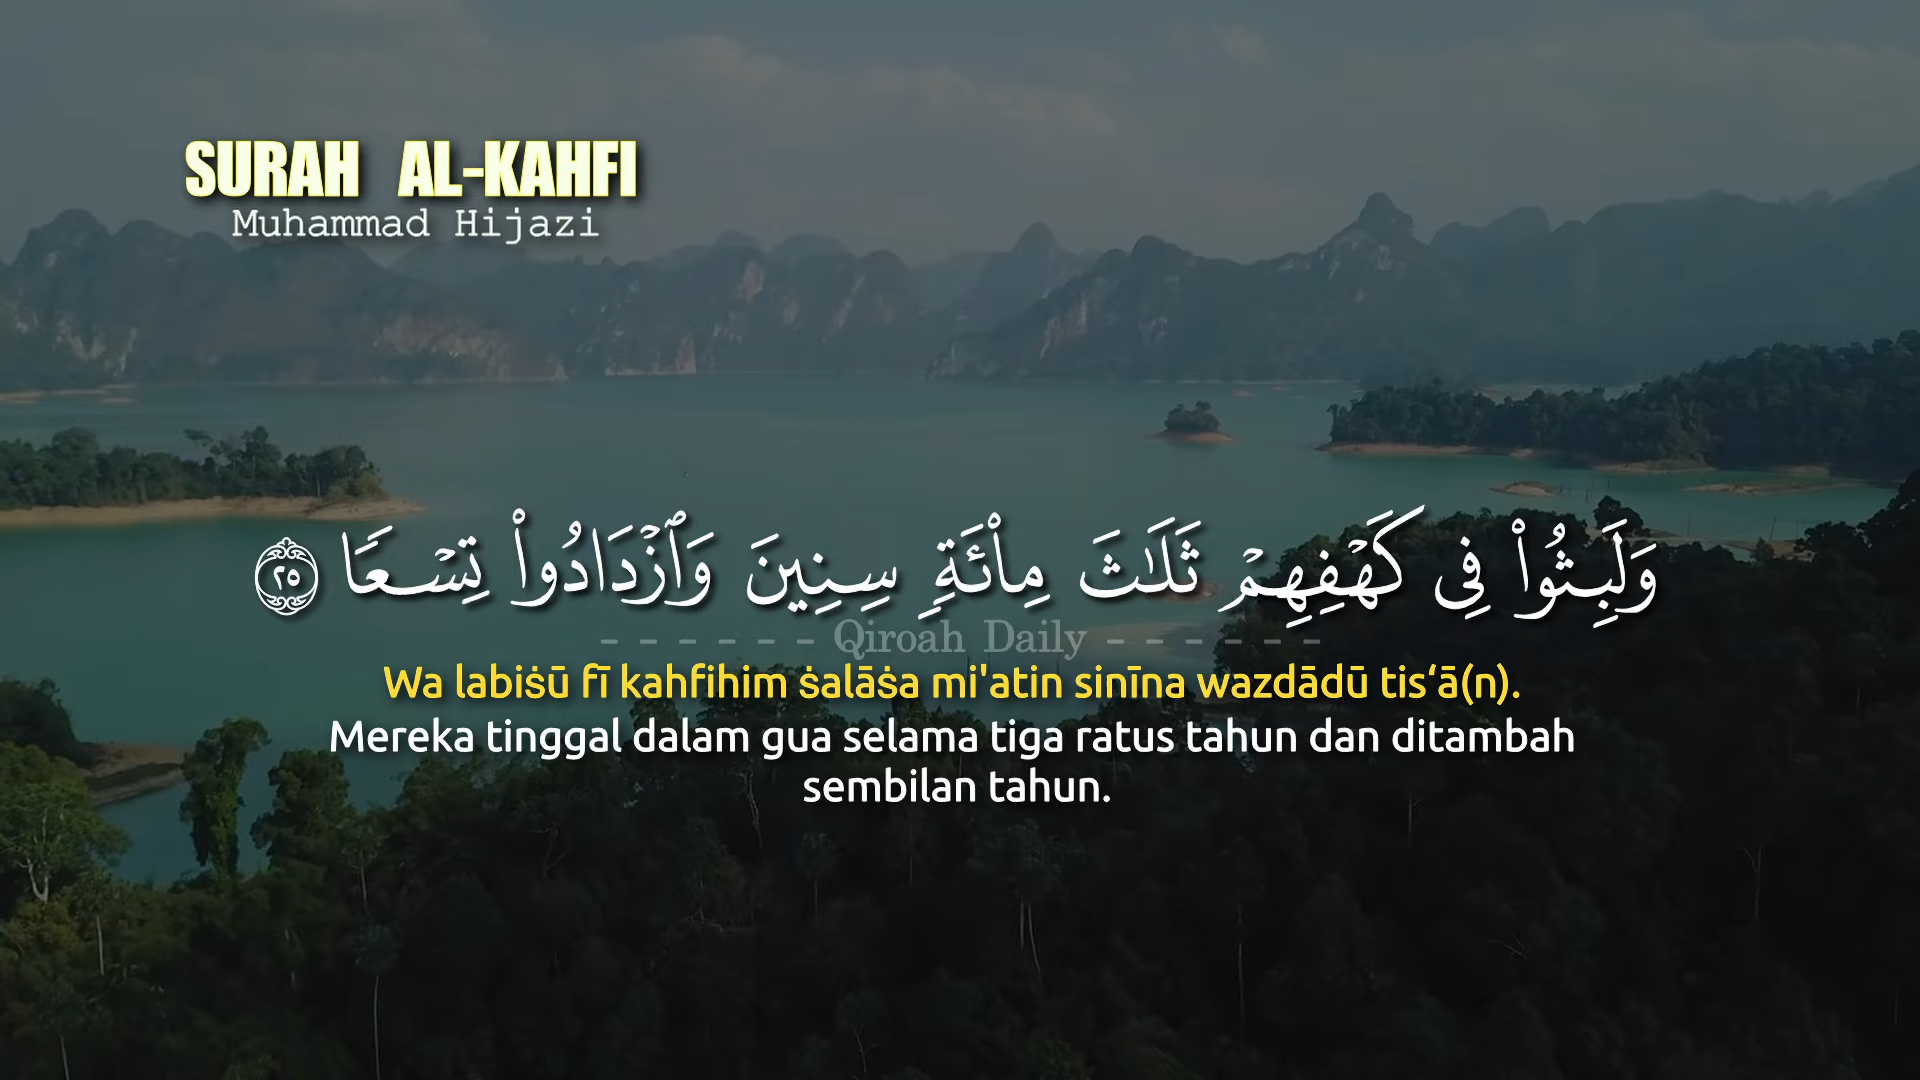 SURAH AL-KAHFI
Muhammad Hijazi
وَلَبِثُوا۟ فِى كَهْفِهِمْ ثَلَـٰثَ مِا۟ئَةٍۢ سِنِينَ وَٱزْدَادُوا۟ تِسْعًا ٢٥
- - - - - - Qiroah Daily - - - - - -
Wa labiṡū fī kahfihim ṡalāṡa mi'atin sinīna wazdādū tis‘ā(n).
Mereka tinggal dalam gua selama tiga ratus tahun dan ditambah
sembilan tahun.